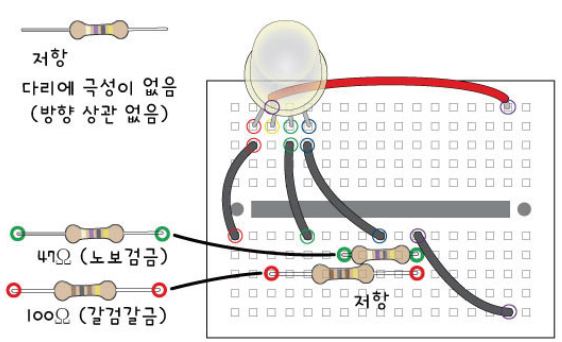 저항
다리에 극성이 없음
(방향 상관 없음)
47Ω (노보검금)
100Ω (갈검갈금)
저항